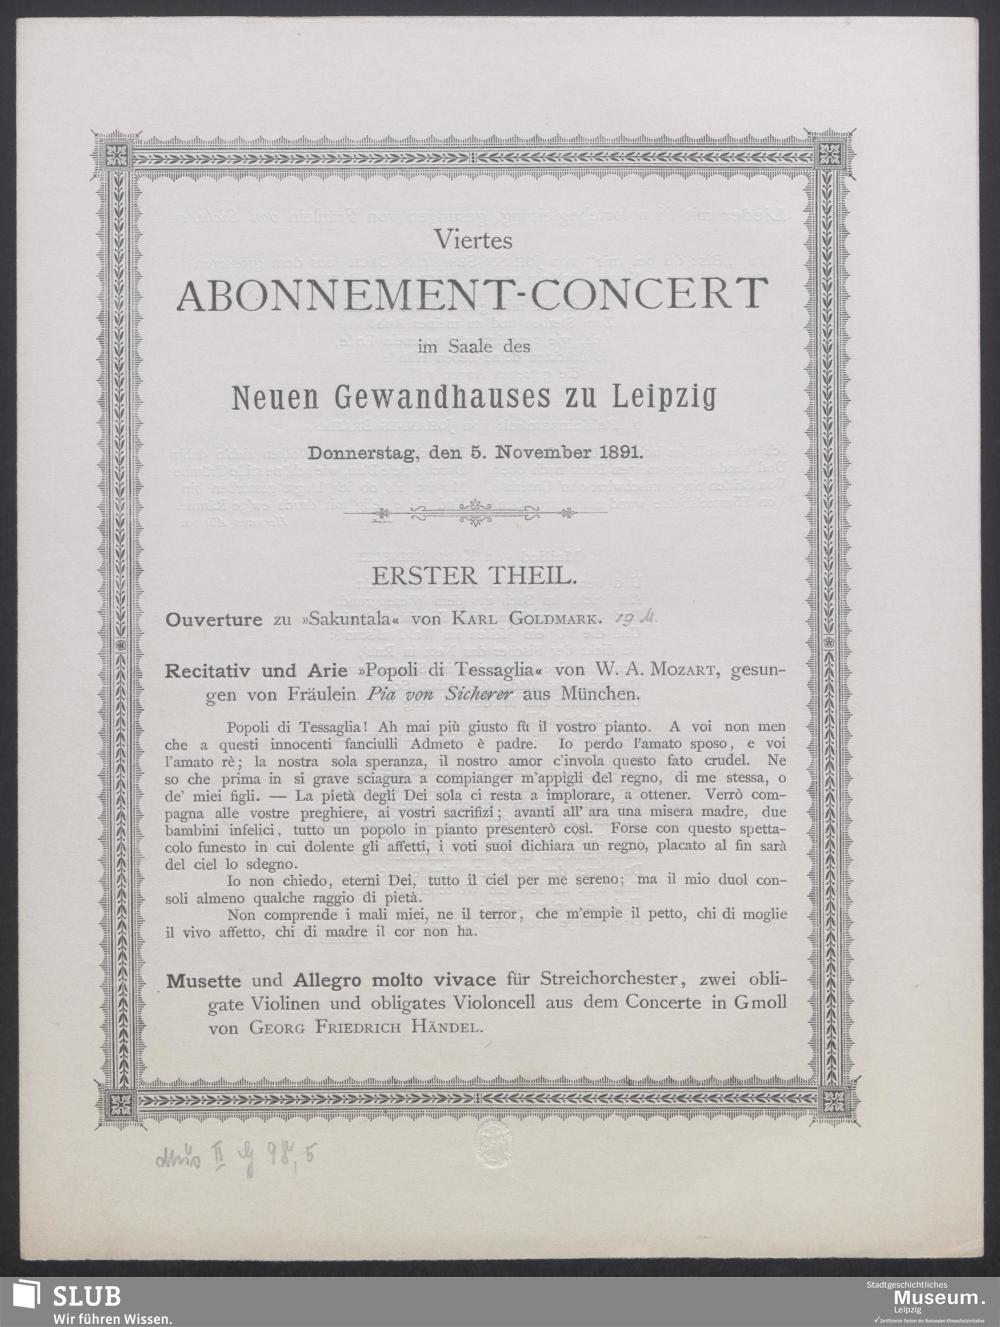 Viertes
ABONNEMENT-CONCERT
im Saale des
Neuen Gewandhauses zu Leipzig
Donnerstag, den 5. November 1891.
ERSTER THEIL.
Ouverture zu »Sakuntala« von KARL GOLDMARK. 19 M.
Recitativ und Arie »Popoli di Tessaglia« von W. A. MOZART, gesun-
gen von Fräulein Pia von Sicherer aus München.
Popoli di Tessaglia! Ah mai più giusto fù il vostro pianto. A voi non men
che a questi innocenti fanciulli Admeto è padre. Io perdo l'amato sposo, e voi
l'amato rè; la nostra sola speranza, il nostro amor c'invola questo fato crudel. Ne
so che prima in si grave sciagura a compianger m'appigli del regno, di me stessa, o
de' miei figli. — La pietà degli Dei sola ci resta a implorare, a ottener. Verrò com-
pagna alle vostre preghiere, ai vostri sacrifizi; avanti all' ara una misera madre, due
bambini infelici, tutto un popolo in pianto presenterò così. Forse con questo spetta-
colo funesto in cui dolente gli affetti, i voti suoi dichiara un regno, placato al fin sarà
del ciel lo sdegno.
Io non chiedo, eterni Dei, tutto il ciel per me sereno; ma il mio duol con-
soli almeno qualche raggio di pietà.
Non comprende i mali miei, ne il terror, che m'empie il petto, chi di moglie
il vivo affetto, chi di madre il cor non ha.
Musette und Allegro molto vivace für Streichorchester, zwei obli-
gate Violinen und obligates Violoncell aus dem Concerte in Gmoll
von GEORG FRIEDRICH HÄNDEL.
II 98, 5
SLUB
Wir führen Wissen.
Stadtgeschichtliches
Museum.
Leipzig
Zertifizierter Partner der Nationalen Klimaschutzinitiative